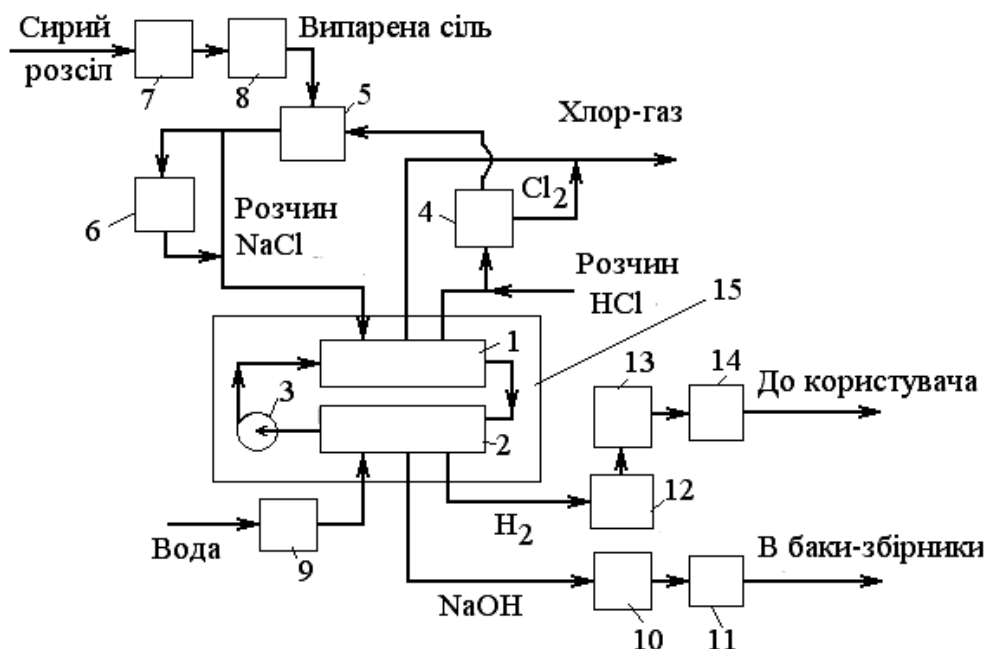 Сирий
розсіл
Випарена сіль
7
8
5
Хлор-газ
6
Розчин
NaCl
4
Cl2
Розчин
HCl
15
1
3
2
13
14
До користувача
12
H2
Вода
9
NaOH
10
11
В баки-збірники